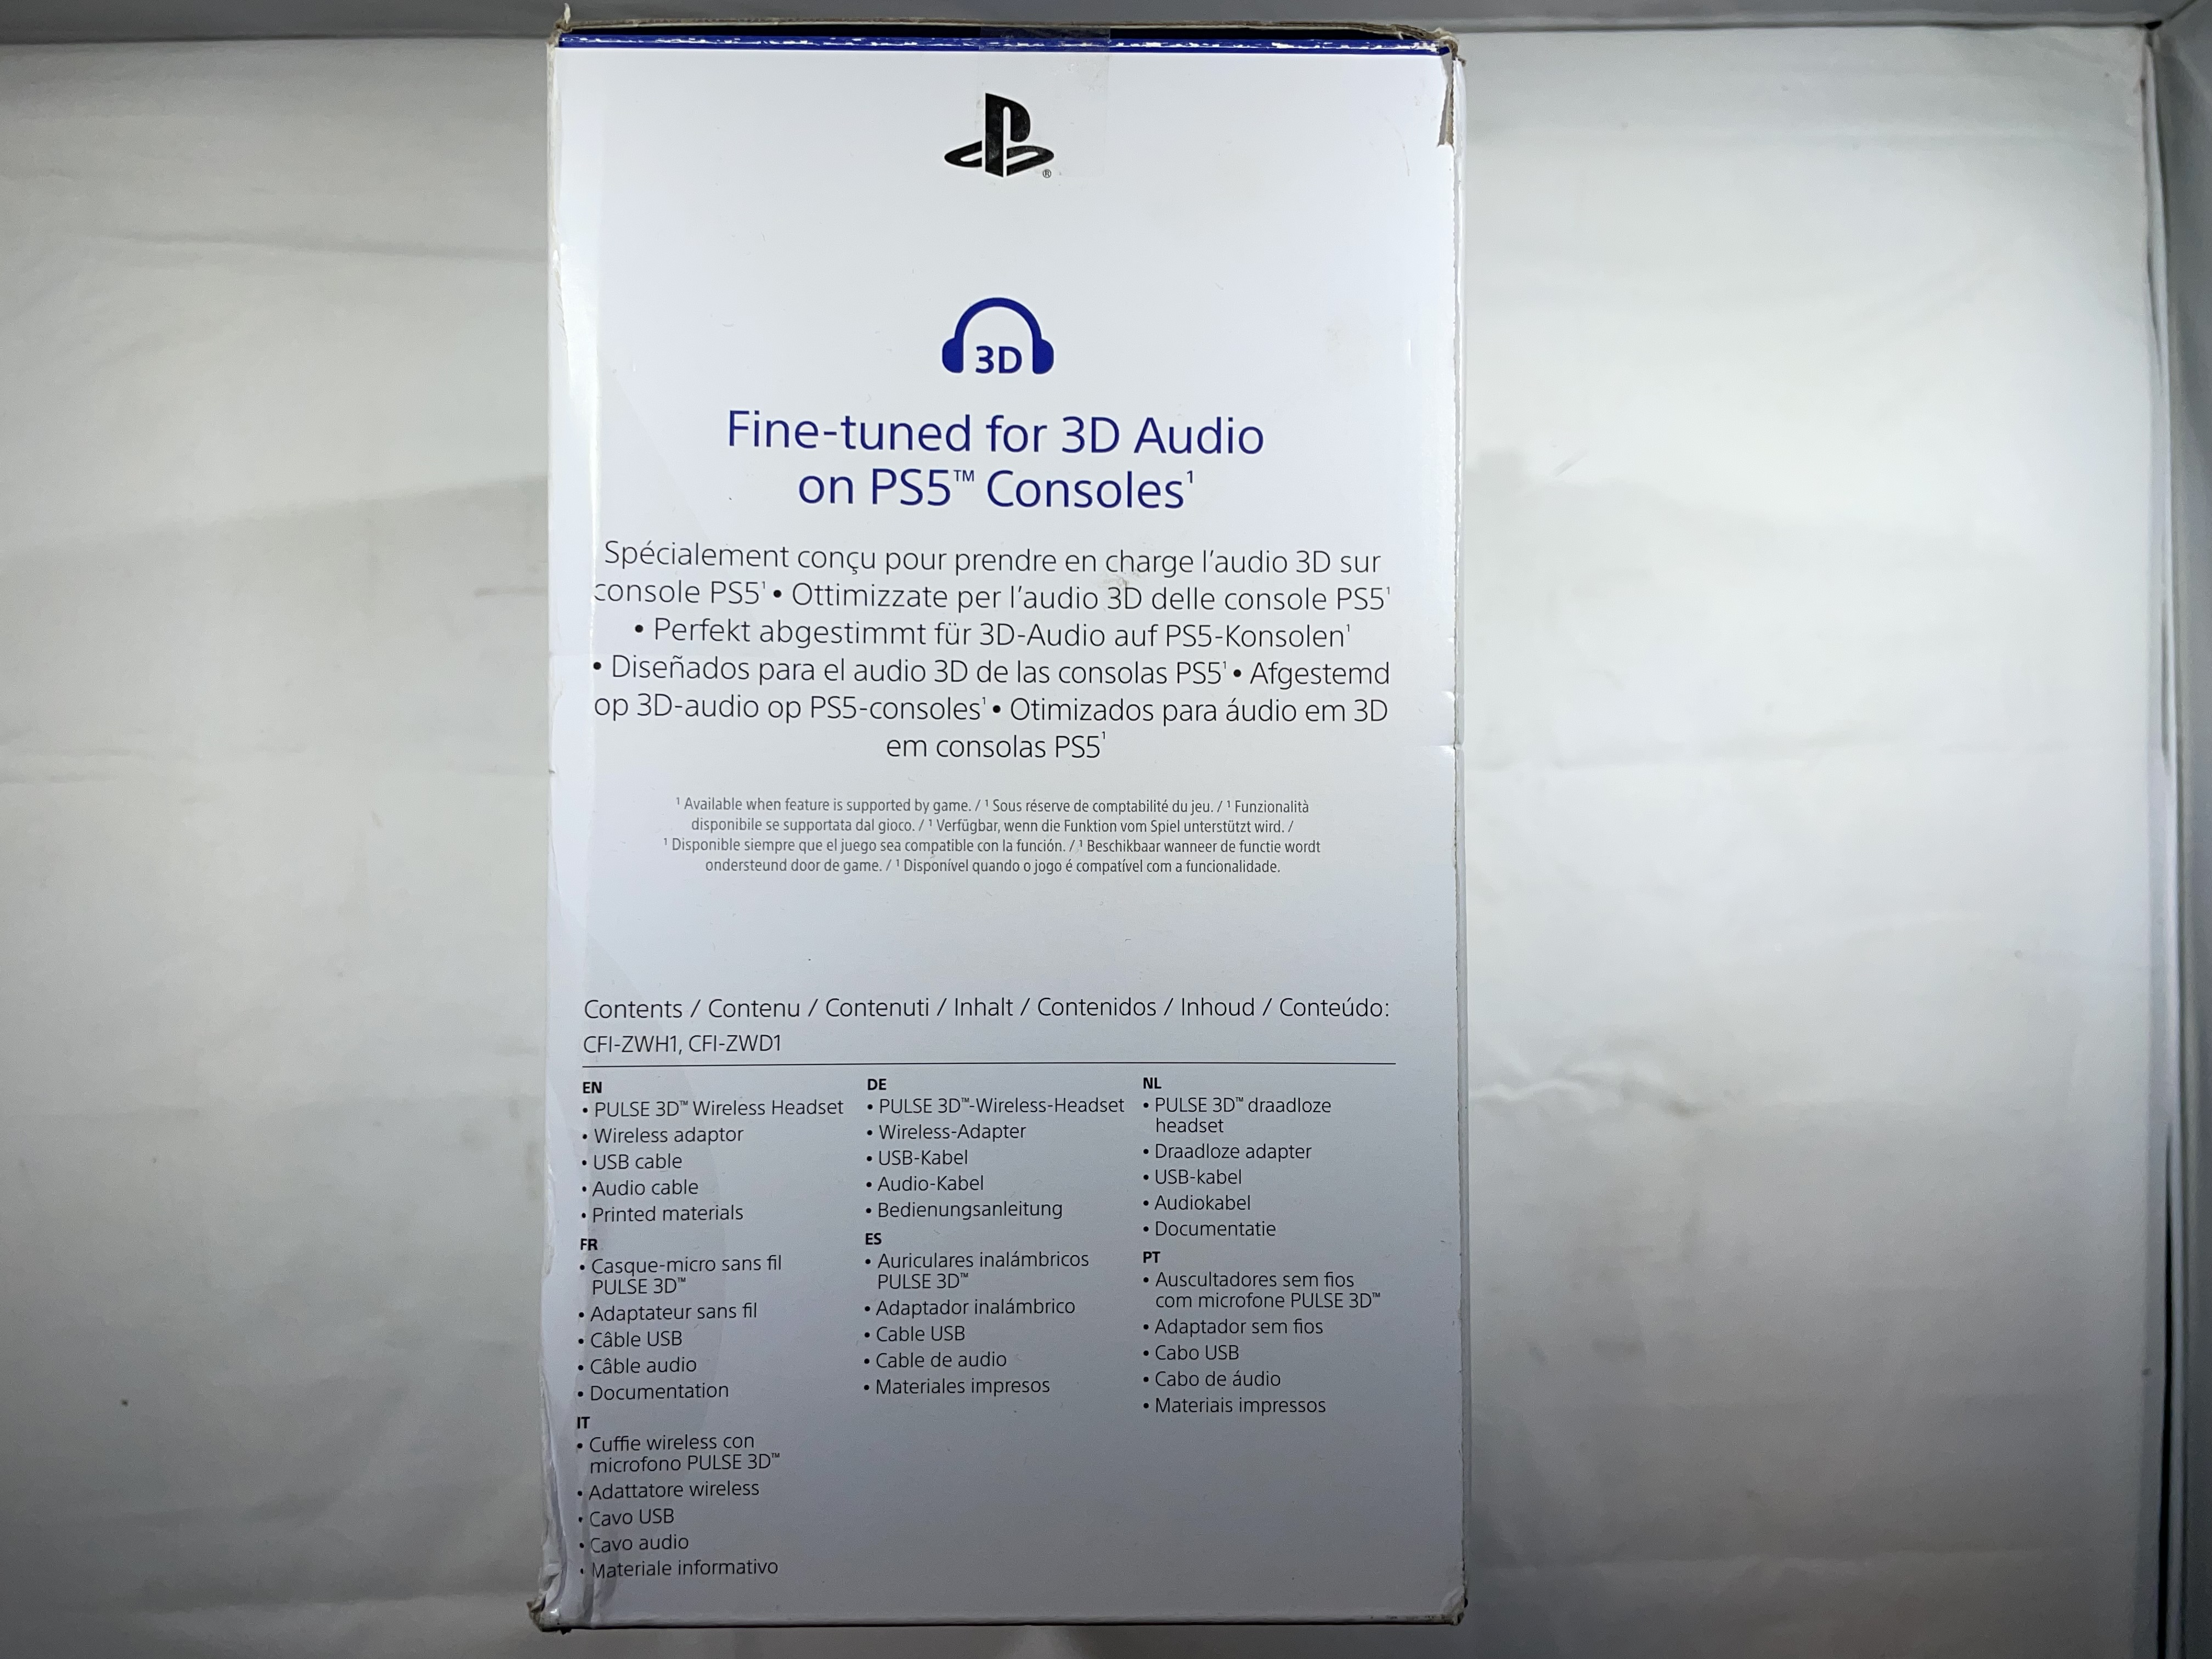 3D
Fine-tuned for 3D Audio
on PS5™ Consoles¹
Spécialement conçu pour prendre en charge l'audio 3D sur
console PS5¹ • Ottimizzate per l'audio 3D delle console PS5¹
• Perfekt abgestimmt für 3D-Audio auf PS5-Konsolen¹
• Diseñados para el audio 3D de las consolas PS5¹ • Afgestemd
op 3D-audio op PS5-consoles¹ • Otimizados para áudio em 3D
em consolas PS5¹
¹ Available when feature is supported by game. / ¹ Sous réserve de comptabilité du jeu. / ¹ Funzionalità
disponibile se supportata dal gioco. / ¹ Verfügbar, wenn die Funktion vom Spiel unterstützt wird. /
¹ Disponible siempre que el juego sea compatible con la función. / ¹ Beschikbaar wanneer de functie wordt
ondersteund door de game. / ¹ Disponível quando o jogo é compatível com a funcionalidade.
Contents / Contenu / Contenuti / Inhalt / Contenidos / Inhoud / Conteúdo:
CFI-ZWH1, CFI-ZWD1
EN
• PULSE 3D™ Wireless Headset
• Wireless adaptor
• USB cable
• Audio cable
• Printed materials
FR
• Casque-micro sans fil
PULSE 3D™
• Adaptateur sans fil
• Câble USB
• Câble audio
• Documentation
IT
• Cuffie wireless con
microfono PULSE 3D™
• Adattatore wireless
• Cavo USB
• Cavo audio
• Materiale informativo
DE
• PULSE 3D™-Wireless-Headset
• Wireless-Adapter
• USB-Kabel
• Audio-Kabel
• Bedienungsanleitung
ES
• Auriculares inalámbricos
PULSE 3D™
• Adaptador inalámbrico
• Cable USB
• Cable de audio
• Materiales impresos
NL
• PULSE 3D™ draadloze
headset
• Draadloze adapter
• USB-kabel
• Audiokabel
• Documentatie
PT
• Auscultadores sem fios
com microfone PULSE 3D™
• Adaptador sem fios
• Cabo USB
• Cabo de áudio
• Materiais impressos